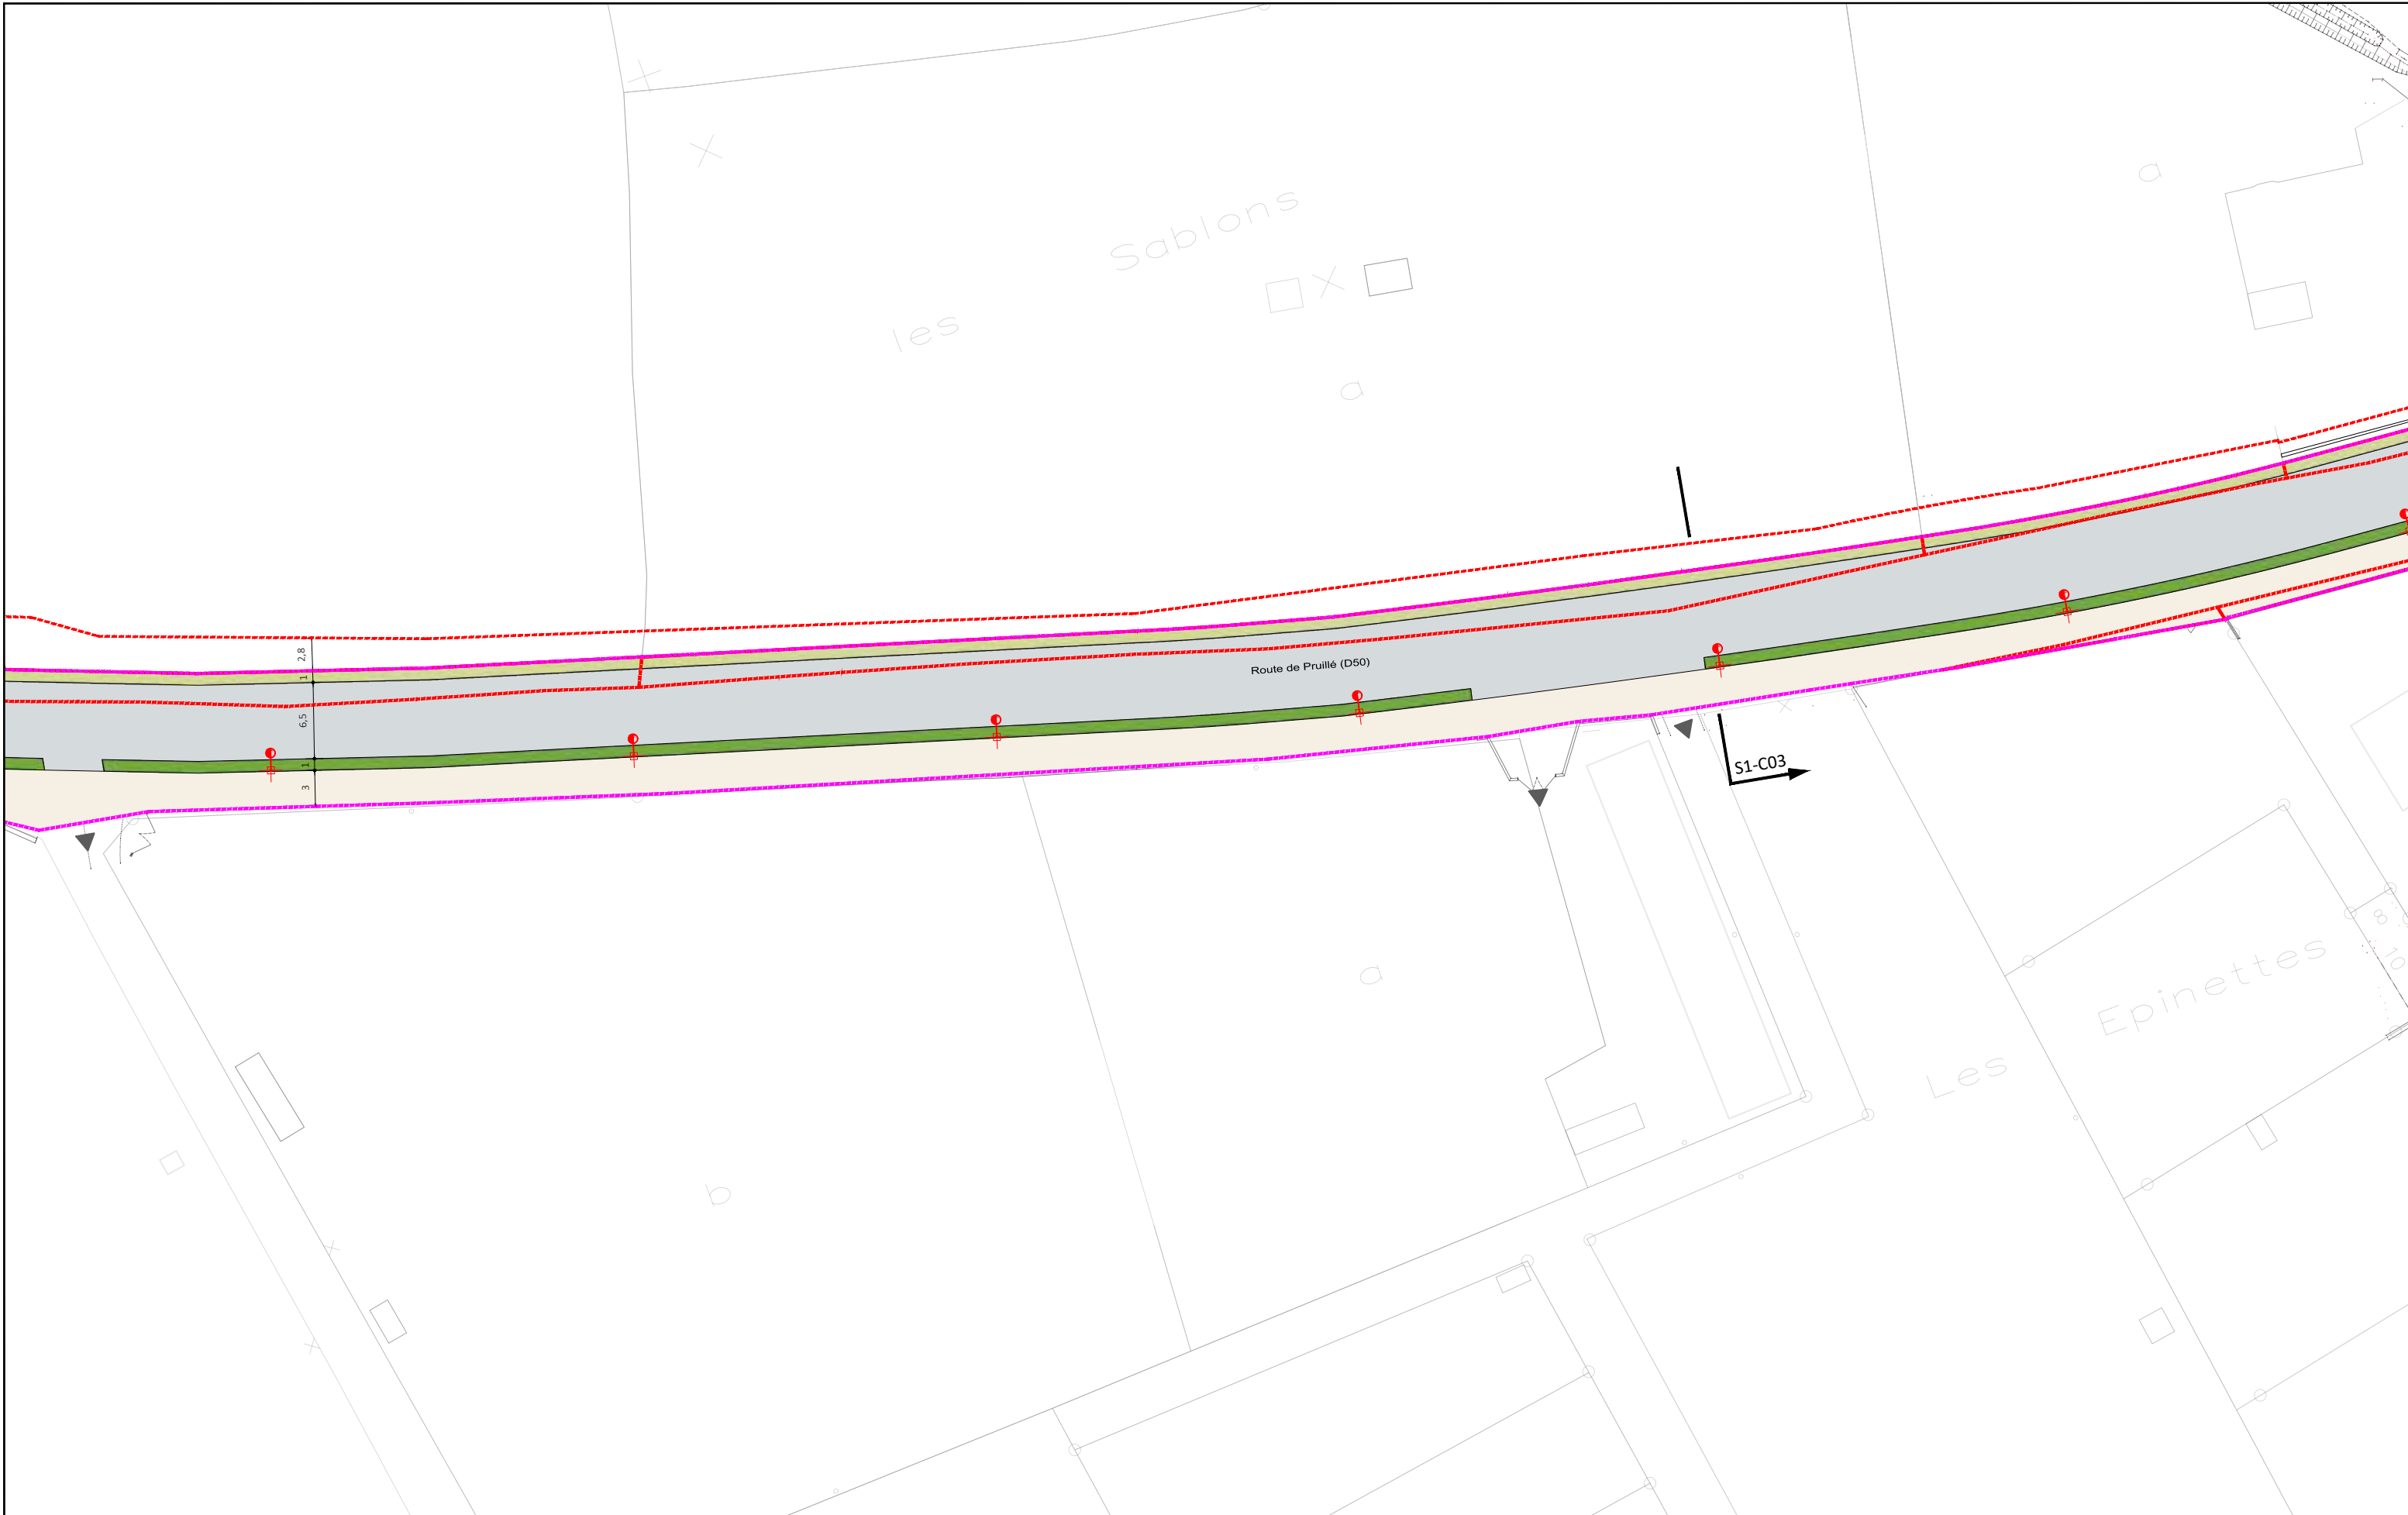 Sablons
les
a
a
2,8
1
6,5
1
3
Route de Pruillé (D50)
S1-C03
a
Epinettes
Les
b